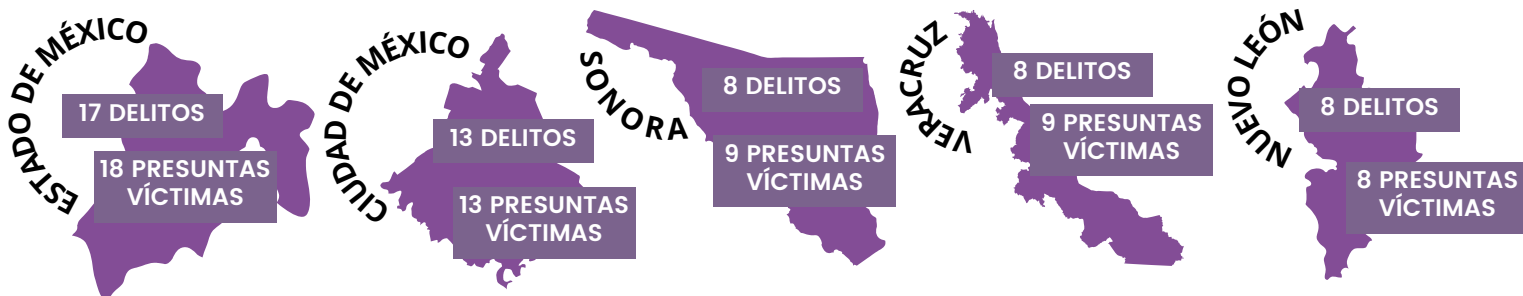 ESTADO DE MÉXICO
17 DELITOS
18 PRESUNTAS
VÍCTIMAS
CIUDAD DE MÉXICO
13 DELITOS
13 PRESUNTAS
VÍCTIMAS
SONORA
8 DELITOS
9 PRESUNTAS
VÍCTIMAS
VERACRUZ
8 DELITOS
9 PRESUNTAS
VÍCTIMAS
NUEVO LEÓN
8 DELITOS
8 PRESUNTAS
VÍCTIMAS